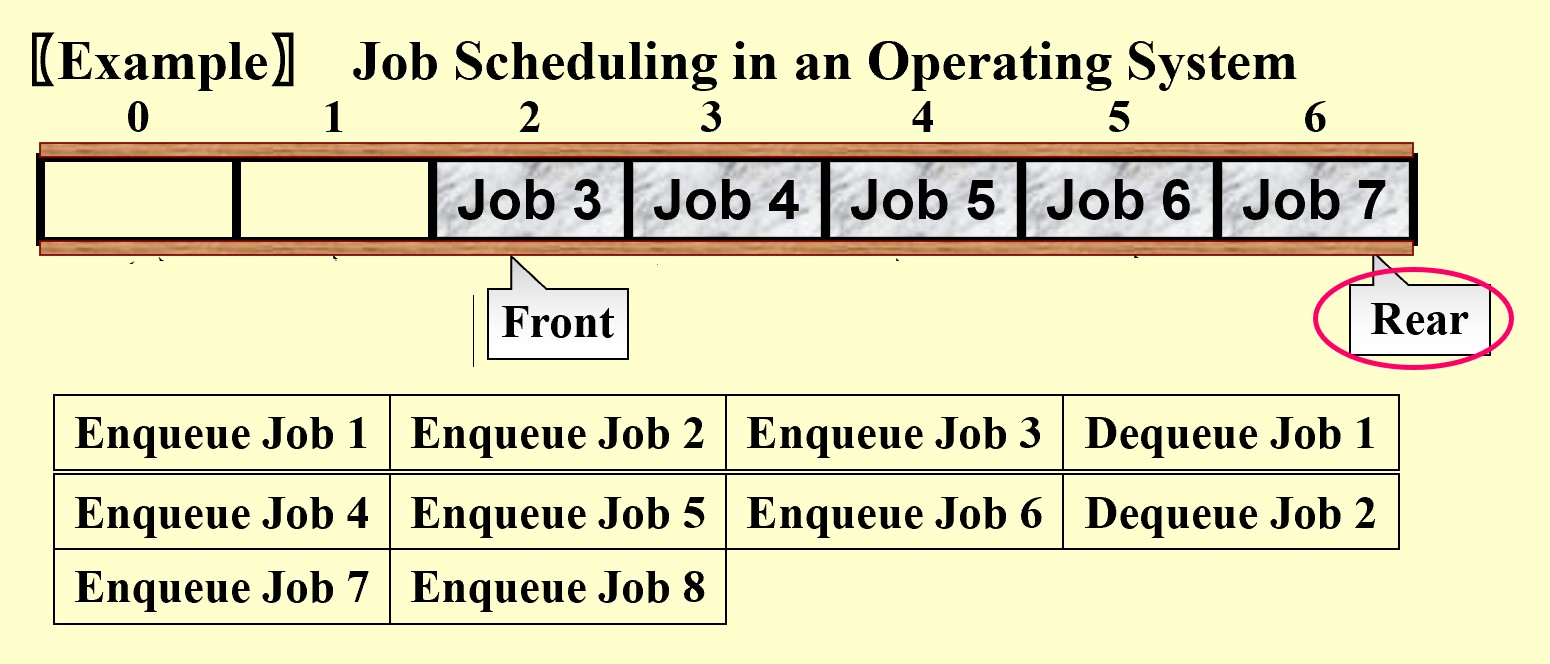 〖Example〗 Job Scheduling in an Operating System
0 1 2 3 4 5 6
Job 3 Job 4 Job 5 Job 6 Job 7
Front Rear
Enqueue Job 1 Enqueue Job 2 Enqueue Job 3 Dequeue Job 1
Enqueue Job 4 Enqueue Job 5 Enqueue Job 6 Dequeue Job 2
Enqueue Job 7 Enqueue Job 8